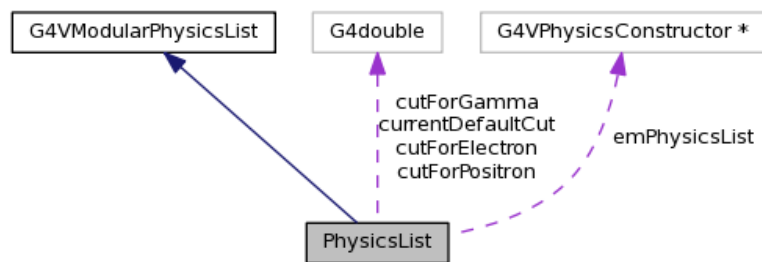 G4VModularPhysicsList
G4double
G4VPhysicsConstructor *
cutForGamma
currentDefaultCut
cutForElectron
cutForPositron
emPhysicsList
PhysicsList